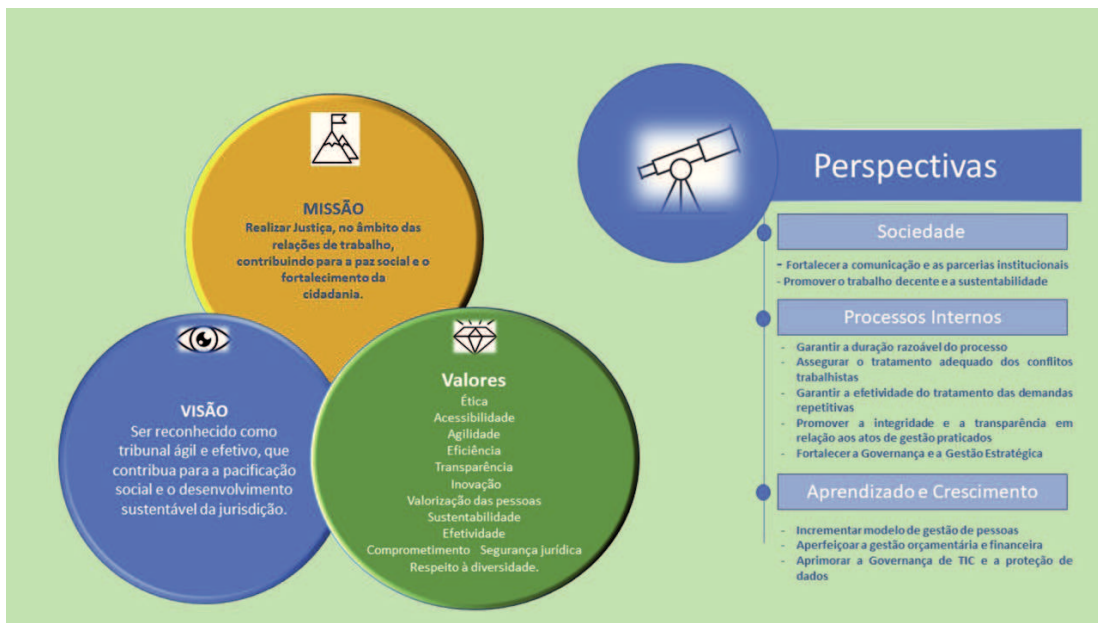 MISSÃO
Realizar Justiça, no âmbito das
relações de trabalho,
contribuindo para a paz social e o
fortalecimento da
cidadania.
VISÃO
Ser reconhecido como
tribunal ágil e efetivo, que
contribua para a pacificação
social e o desenvolvimento
sustentável da jurisdição.
Valores
Ética
Acessibilidade
Agilidade
Eficiência
Transparência
Inovação
Valorização das pessoas
Sustentabilidade
Efetividade
Comprometimento Segurança jurídica
Respeito à diversidade.
Perspectivas
Sociedade
- Fortalecer a comunicação e as parcerias institucionais
- Promover o trabalho decente e a sustentabilidade
Processos Internos
- Garantir a duração razoável do processo
- Assegurar o tratamento adequado dos conflitos
trabalhistas
- Garantir a efetividade do tratamento das demandas
repetitivas
- Promover a integridade e a transparência em
relação aos atos de gestão praticados
- Fortalecer a Governança e a Gestão Estratégica
Aprendizado e Crescimento
- Incrementar modelo de gestão de pessoas
- Aperfeiçoar a gestão orçamentária e financeira
- Aprimorar a Governança de TIC e a proteção de
dados